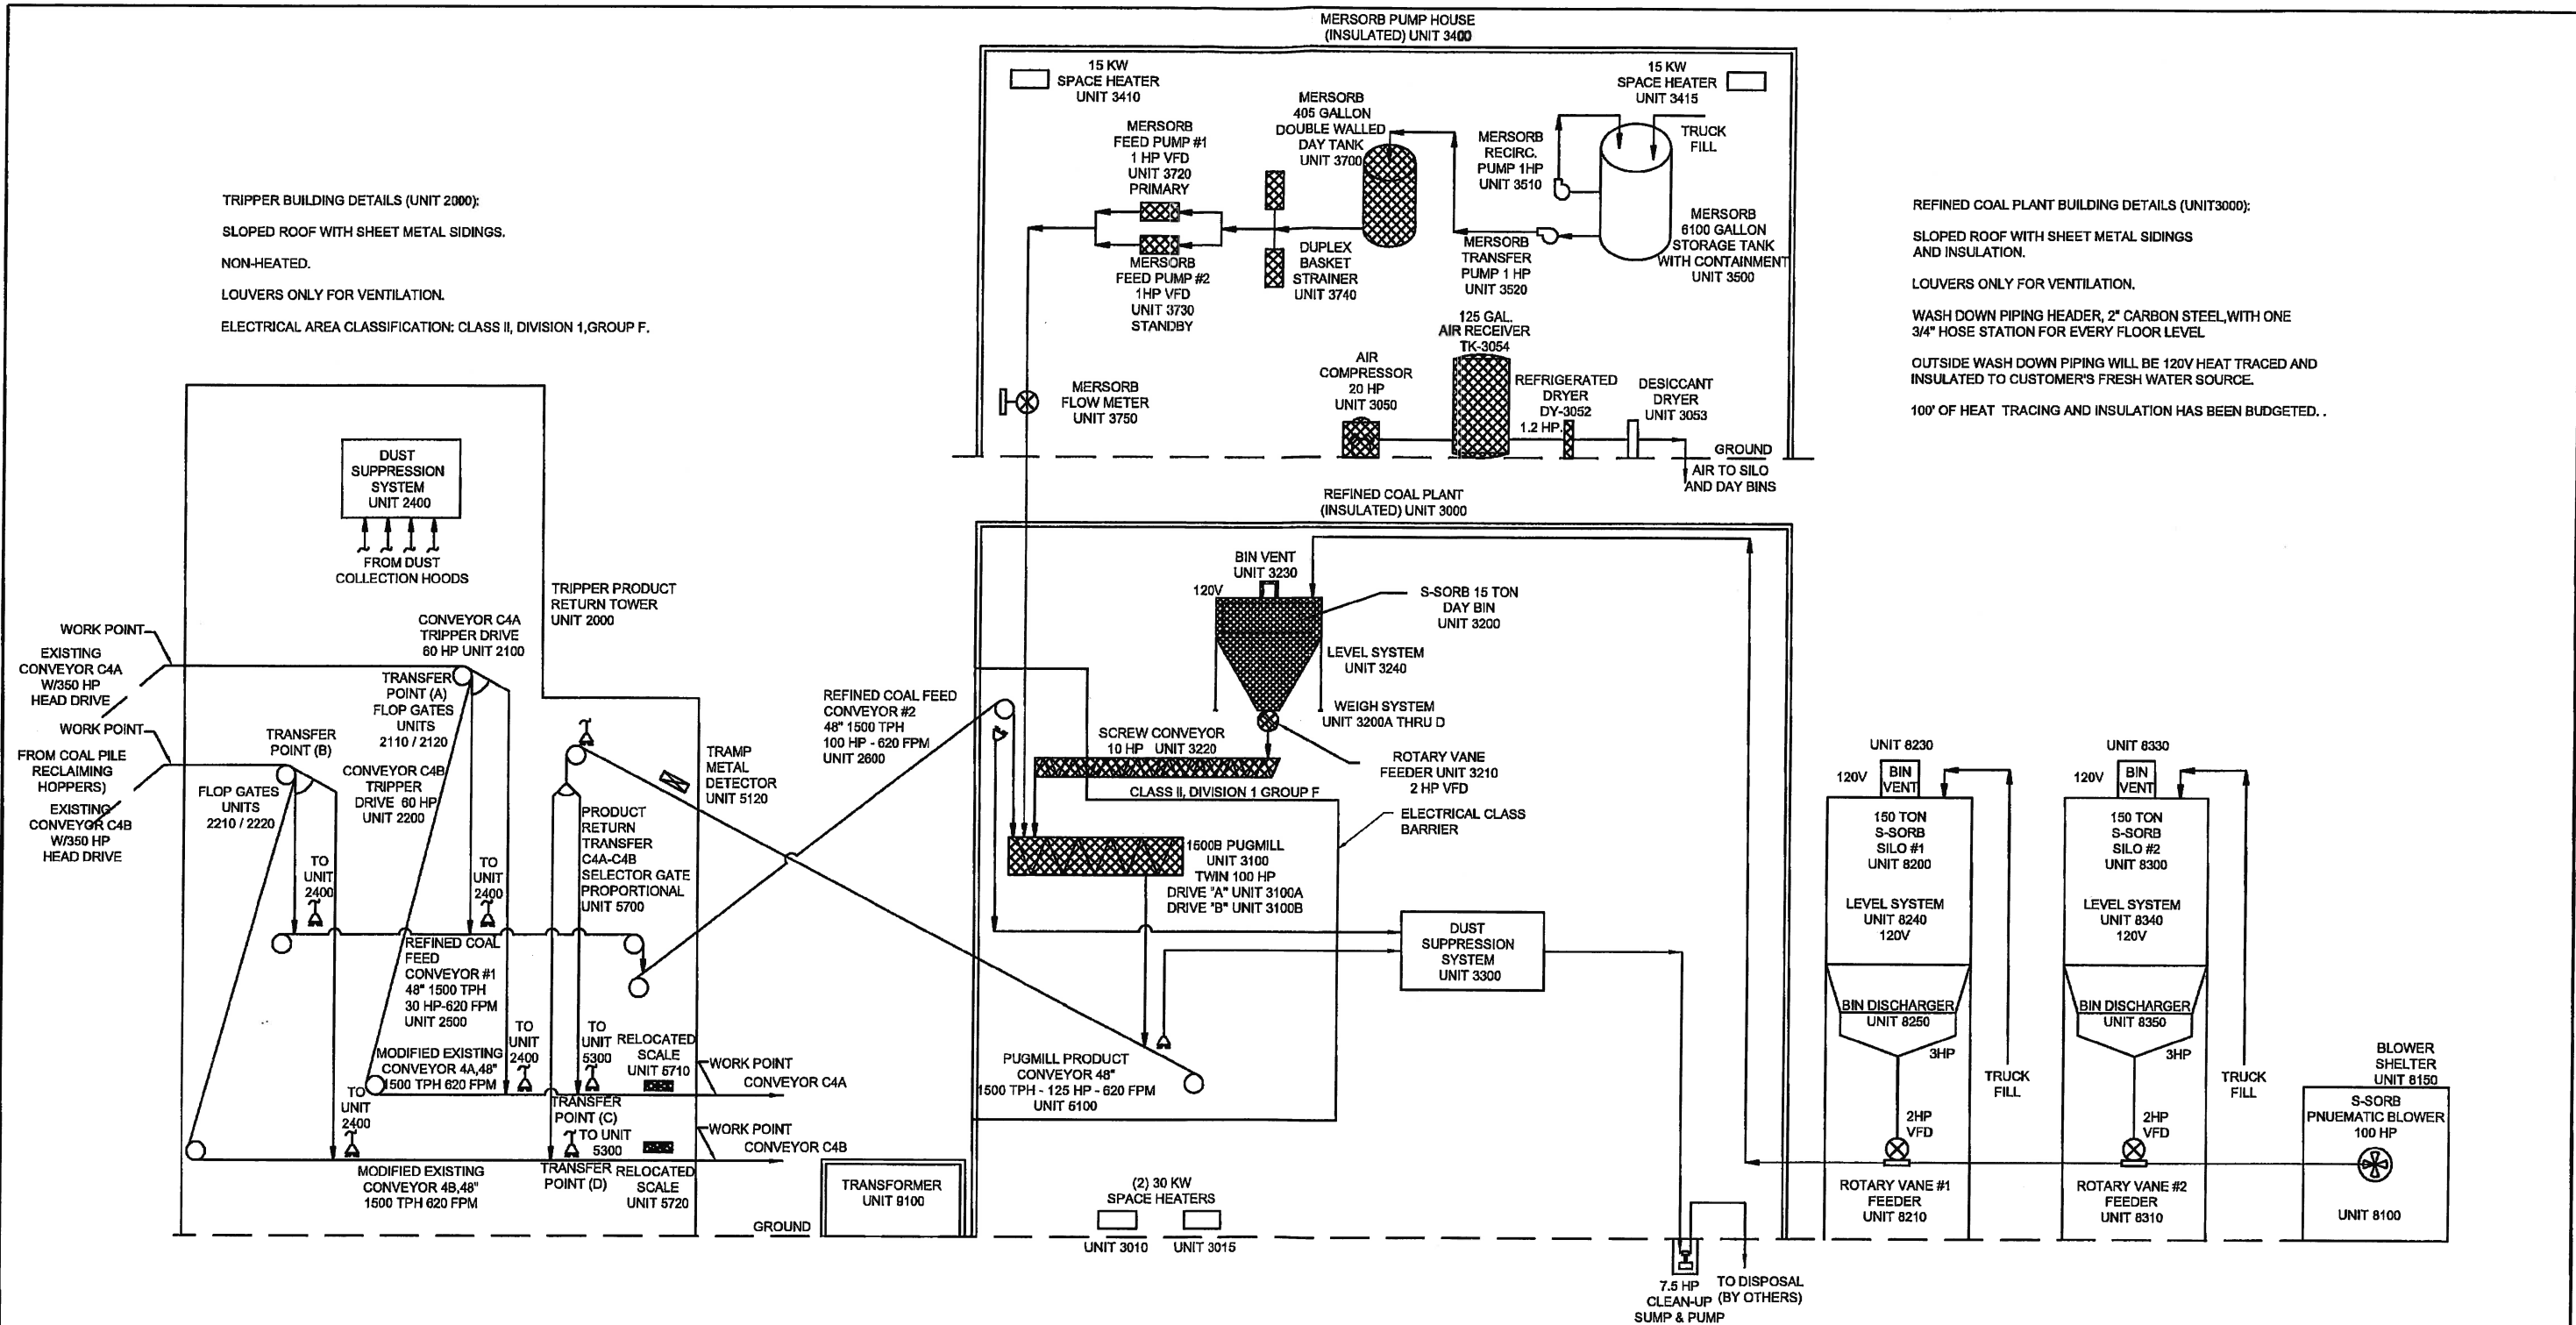 MERSORB PUMP HOUSE
(INSULATED) UNIT 3400
15 KW
SPACE HEATER
UNIT 3410
15 KW
SPACE HEATER
UNIT 3415
MERSORB
FEED PUMP #1
1 HP VFD
UNIT 3720
PRIMARY
MERSORB
405 GALLON
DOUBLE WALLED
DAY TANK
UNIT 3700
MERSORB
RECIRC.
PUMP 1HP
UNIT 3510
TRUCK
FILL
MERSORB
FEED PUMP #2
1HP VFD
UNIT 3730
STANDBY
DUPLEX
BASKET
STRAINER
UNIT 3740
MERSORB
TRANSFER
PUMP 1 HP
UNIT 3520
MERSORB
6100 GALLON
STORAGE TANK
WITH CONTAINMENT
UNIT 3500
MERSORB
FLOW METER
UNIT 3750
AIR
COMPRESSOR
20 HP
UNIT 3050
125 GAL.
AIR RECEIVER
TK-3054
REFRIGERATED
DRYER
DY-3052
1.2 HP.
DESICCANT
DRYER
UNIT 3053
GROUND
AIR TO SILO
AND DAY BINS
TRIPPER BUILDING DETAILS (UNIT 2000):
SLOPED ROOF WITH SHEET METAL SIDINGS.
NON-HEATED.
LOUVERS ONLY FOR VENTILATION.
ELECTRICAL AREA CLASSIFICATION: CLASS II, DIVISION 1,GROUP F.
REFINED COAL PLANT BUILDING DETAILS (UNIT3000):
SLOPED ROOF WITH SHEET METAL SIDINGS
AND INSULATION.
LOUVERS ONLY FOR VENTILATION.
WASH DOWN PIPING HEADER, 2" CARBON STEEL,WITH ONE
3/4" HOSE STATION FOR EVERY FLOOR LEVEL
OUTSIDE WASH DOWN PIPING WILL BE 120V HEAT TRACED AND
INSULATED TO CUSTOMER'S FRESH WATER SOURCE.
100' OF HEAT TRACING AND INSULATION HAS BEEN BUDGETED. .
DUST
SUPPRESSION
SYSTEM
UNIT 2400
FROM DUST
COLLECTION HOODS
TRIPPER PRODUCT
RETURN TOWER
UNIT 2000
WORK POINT
EXISTING
CONVEYOR C4A
W/350 HP
HEAD DRIVE
WORK POINT
FROM COAL PILE
RECLAIMING
HOPPERS)
EXISTING
CONVEYOR C4B
W/350 HP
HEAD DRIVE
CONVEYOR C4A
TRIPPER DRIVE
60 HP UNIT 2100
TRANSFER
POINT (A)
FLOP GATES
UNITS
2110 / 2120
TRANSFER
POINT (B)
FLOP GATES
UNITS
2210 / 2220
CONVEYOR C4B
TRIPPER
DRIVE 60 HP
UNIT 2200
TO
UNIT
2400
TO
UNIT
2400
PRODUCT
RETURN
TRANSFER
C4A-C4B
SELECTOR GATE
PROPORTIONAL
UNIT 5700
TRAMP
METAL
DETECTOR
UNIT 5120
REFINED COAL FEED
CONVEYOR #2
48" 1500 TPH
100 HP - 620 FPM
UNIT 2600
REFINED COAL
FEED
CONVEYOR #1
48" 1500 TPH
30 HP-620 FPM
UNIT 2500
TO
UNIT
2400
TO
UNIT
5300
RELOCATED
SCALE
UNIT 5710
WORK POINT
CONVEYOR C4A
MODIFIED EXISTING
CONVEYOR 4A,48"
1500 TPH 620 FPM
TO
UNIT
2400
TRANSFER
POINT (C)
TO UNIT
5300
WORK POINT
CONVEYOR C4B
MODIFIED EXISTING
CONVEYOR 4B,48"
1500 TPH 620 FPM
TRANSFER
POINT (D)
RELOCATED
SCALE
UNIT 5720
GROUND
TRANSFORMER
UNIT 9100
REFINED COAL PLANT
(INSULATED) UNIT 3000
BIN VENT
UNIT 3230
120V
S-SORB 15 TON
DAY BIN
UNIT 3200
LEVEL SYSTEM
UNIT 3240
WEIGH SYSTEM
UNIT 3200A THRU D
SCREW CONVEYOR
10 HP UNIT 3220
ROTARY VANE
FEEDER UNIT 3210
2 HP VFD
CLASS II, DIVISION 1 GROUP F
ELECTRICAL CLASS
BARRIER
1500B PUGMILL
UNIT 3100
TWIN 100 HP
DRIVE "A" UNIT 3100A
DRIVE "B" UNIT 3100B
DUST
SUPPRESSION
SYSTEM
UNIT 3300
PUGMILL PRODUCT
CONVEYOR 48"
1500 TPH - 125 HP - 620 FPM
UNIT 5100
(2) 30 KW
SPACE HEATERS
UNIT 3010
UNIT 3015
7.5 HP
CLEAN-UP
SUMP & PUMP
TO DISPOSAL
(BY OTHERS)
UNIT 8230
120V
BIN
VENT
150 TON
S-SORB
SILO #1
UNIT 8200
LEVEL SYSTEM
UNIT 8240
120V
BIN DISCHARGER
UNIT 8250
3HP
TRUCK
FILL
2HP
VFD
ROTARY VANE #1
FEEDER
UNIT 8210
UNIT 8330
120V
BIN
VENT
150 TON
S-SORB
SILO #2
UNIT 8300
LEVEL SYSTEM
UNIT 8340
120V
BIN DISCHARGER
UNIT 8350
3HP
TRUCK
FILL
2HP
VFD
ROTARY VANE #2
FEEDER
UNIT 8310
BLOWER
SHELTER
UNIT 8150
S-SORB
PNUEMATIC BLOWER
100 HP
UNIT 8100